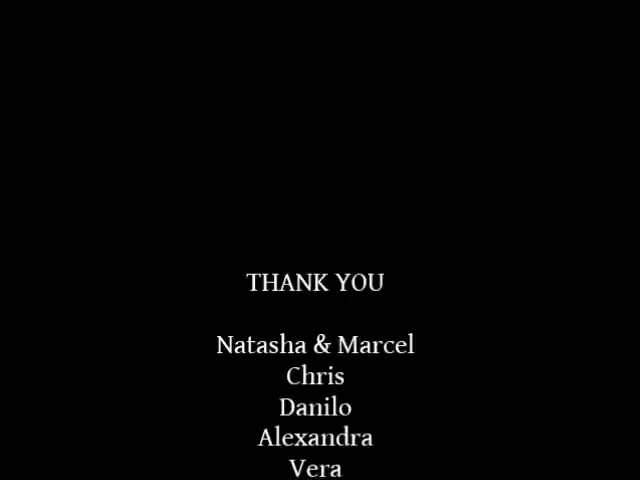 THANK YOU
Natasha & Marcel
Chris
Danilo
Alexandra
Vera